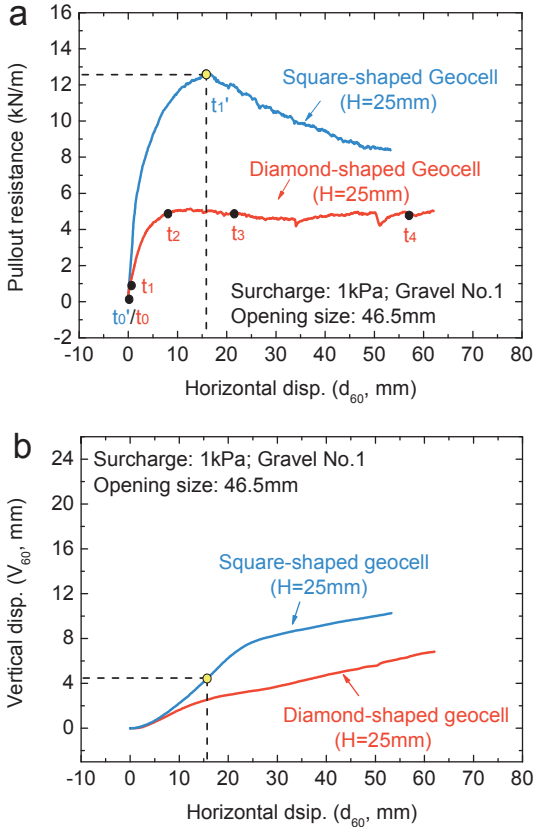 a
14
12
10
8
6
4
2
0
-2
Pullout resistance (kN/m)
t1'
Square-shaped Geocell
(H=25mm)
Diamond-shaped Geocell
(H=25mm)
t2
t3
t4
t1
t0'/t0
Surcharge: 1kPa; Gravel No.1
Opening size: 46.5mm
-10 0 10 20 30 40 50 60 70 80
Horizontal disp. (d60, mm)
b
24
20
16
12
8
4
0
Vertical disp. (V60, mm)
Surcharge: 1kPa; Gravel No.1
Opening size: 46.5mm
Square-shaped geocell
(H=25mm)
Diamond-shaped geocell
(H=25mm)
-10 0 10 20 30 40 50 60 70 80
Horizontal dsip. (d60, mm)